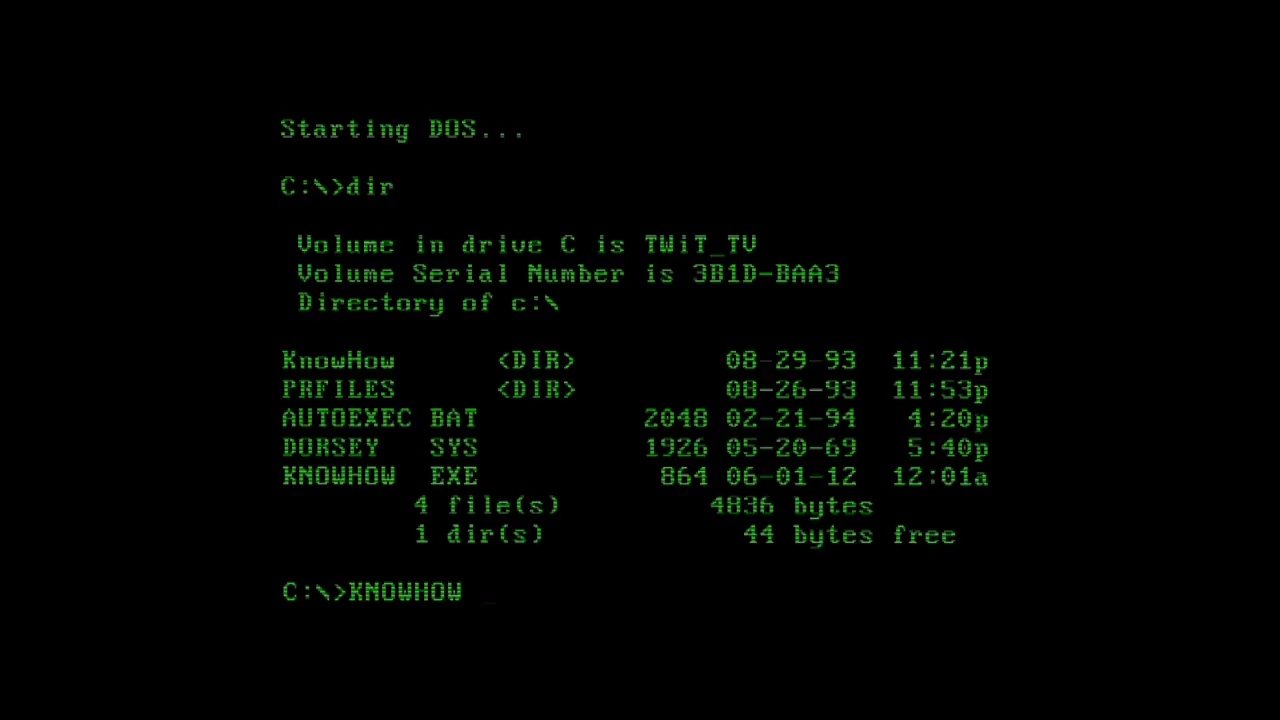 Starting DOS...
C:\>dir
Volume in drive C is TWiT_TV
Volume Serial Number is 3B1D-BAA3
Directory of c:\
KnowHow <DIR> 08-29-93 11:21p
PRFILES <DIR> 08-26-93 11:53p
AUTOEXEC BAT 2048 02-21-94 4:20p
DORSEY SYS 1926 05-20-69 5:40p
KNOWHOW EXE 864 06-01-12 12:01a
4 file(s) 4836 bytes
1 dir(s) 44 bytes free
C:\>KNOWHOW _